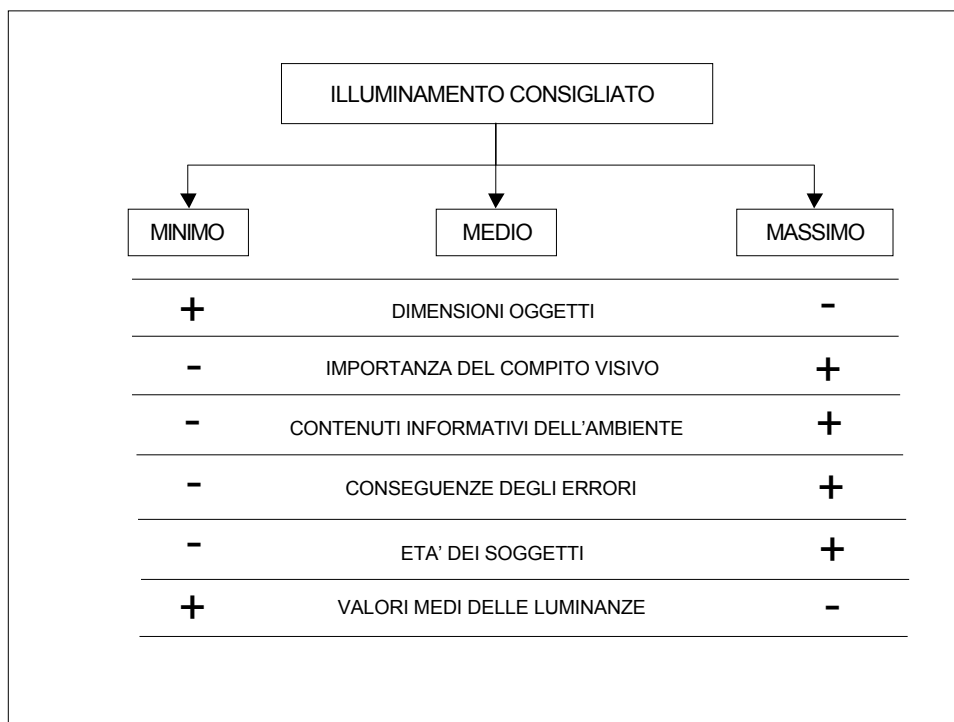 ILLUMINAMENTO CONSIGLIATO
MINIMO MEDIO MASSIMO
+ DIMENSIONI OGGETTI -
- IMPORTANZA DEL COMPITO VISIVO +
- CONTENUTI INFORMATIVI DELL'AMBIENTE +
- CONSEGUENZE DEGLI ERRORI +
- ETA' DEI SOGGETTI +
+ VALORI MEDI DELLE LUMINANZE -